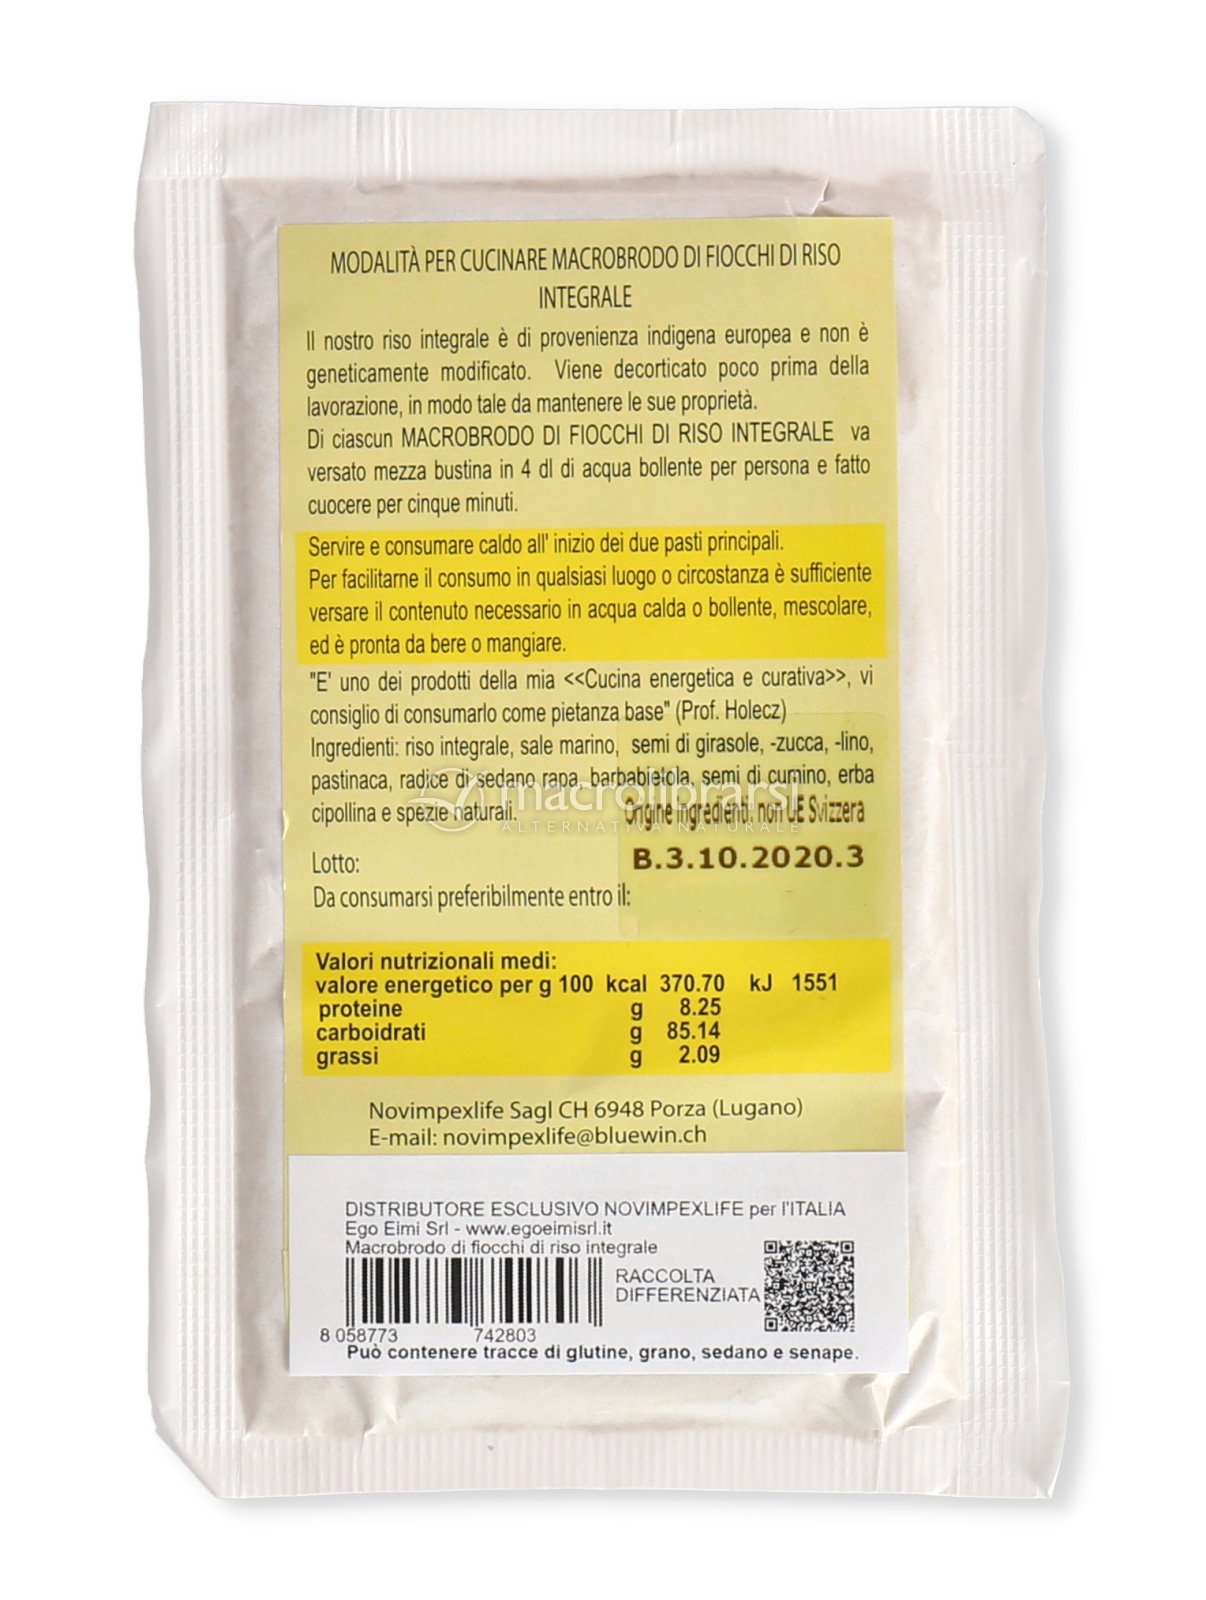 MODALITÀ PER CUCINARE MACROBRODO DI FIOCCHI DI RISO
INTEGRALE
Il nostro riso integrale è di provenienza indigena europea e non è
geneticamente modificato. Viene decorticato poco prima della
lavorazione, in modo tale da mantenere le sue proprietà.
Di ciascun MACROBRODO DI FIOCCHI DI RISO INTEGRALE va
versato mezza bustina in 4 dl di acqua bollente per persona e fatto
cuocere per cinque minuti.
Servire e consumare caldo all' inizio dei due pasti principali.
Per facilitarne il consumo in qualsiasi luogo o circostanza è sufficiente
versare il contenuto necessario in acqua calda o bollente, mescolare,
ed è pronta da bere o mangiare.
"E' uno dei prodotti della mia <<Cucina energetica e curativa>>, vi
consiglio di consumarlo come pietanza base" (Prof. Holecz)
Ingredienti: riso integrale, sale marino, semi di girasole, -zucca, -lino,
pastinaca, radice di sedano rapa, barbabietola, semi di cumino, erba
cipollina e spezie naturali.
macrolibrarsi
ALTERNATIVA NATURALE
Origine ingredienti: non UE Svizzera
Lotto: B.3.10.2020.3
Da consumarsi preferibilmente entro il:
Valori nutrizionali medi:
valore energetico per g 100 kcal 370.70 kJ 1551
proteine g 8.25
carboidrati g 85.14
grassi g 2.09
Novimpexlife Sagl CH 6948 Porza (Lugano)
E-mail: novimpexlife@bluewin.ch
DISTRIBUTORE ESCLUSIVO NOVIMPEXLIFE per l'ITALIA
Ego Eimi Srl - www.egoeimisrl.it
Macrobrodo di fiocchi di riso integrale
RACCOLTA
DIFFERENZIATA
8 058773 742803
Può contenere tracce di glutine, grano, sedano e senape.